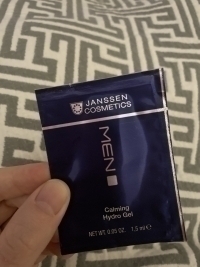 JANSSEN
COSMETICS
MEN
Calming
Hydro Gel
NET WT. 0.05 OZ. 1.5 ml ℮